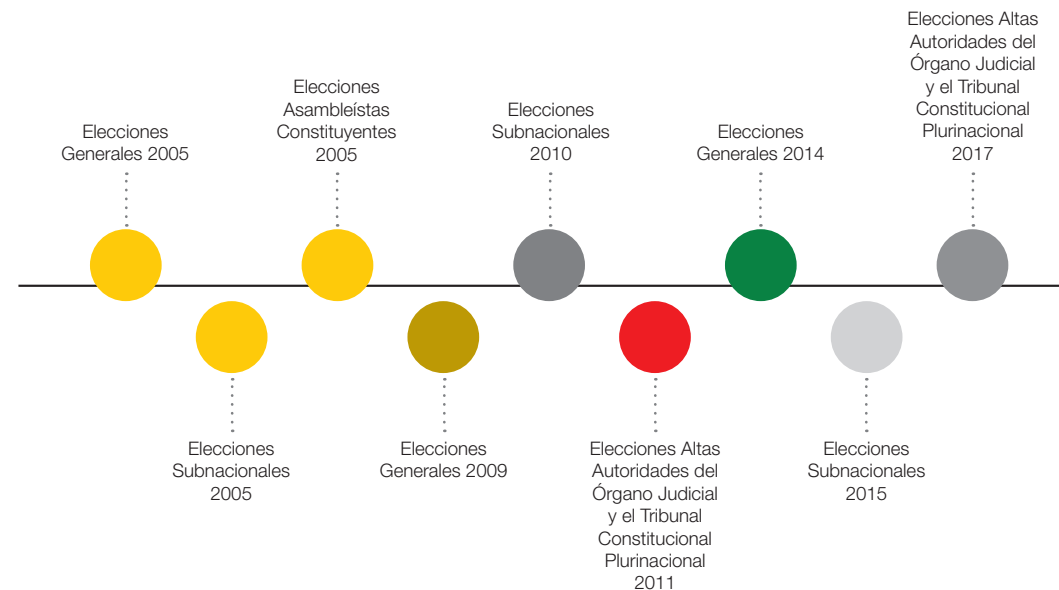 Elecciones
Generales 2005
Elecciones
Subnacionales
2005
Elecciones
Asambleístas
Constituyentes
2005
Elecciones
Generales 2009
Elecciones
Subnacionales
2010
Elecciones Altas
Autoridades del
Órgano Judicial
y el Tribunal
Constitucional
Plurinacional
2011
Elecciones
Generales 2014
Elecciones
Subnacionales
2015
Elecciones Altas
Autoridades del
Órgano Judicial
y el Tribunal
Constitucional
Plurinacional
2017